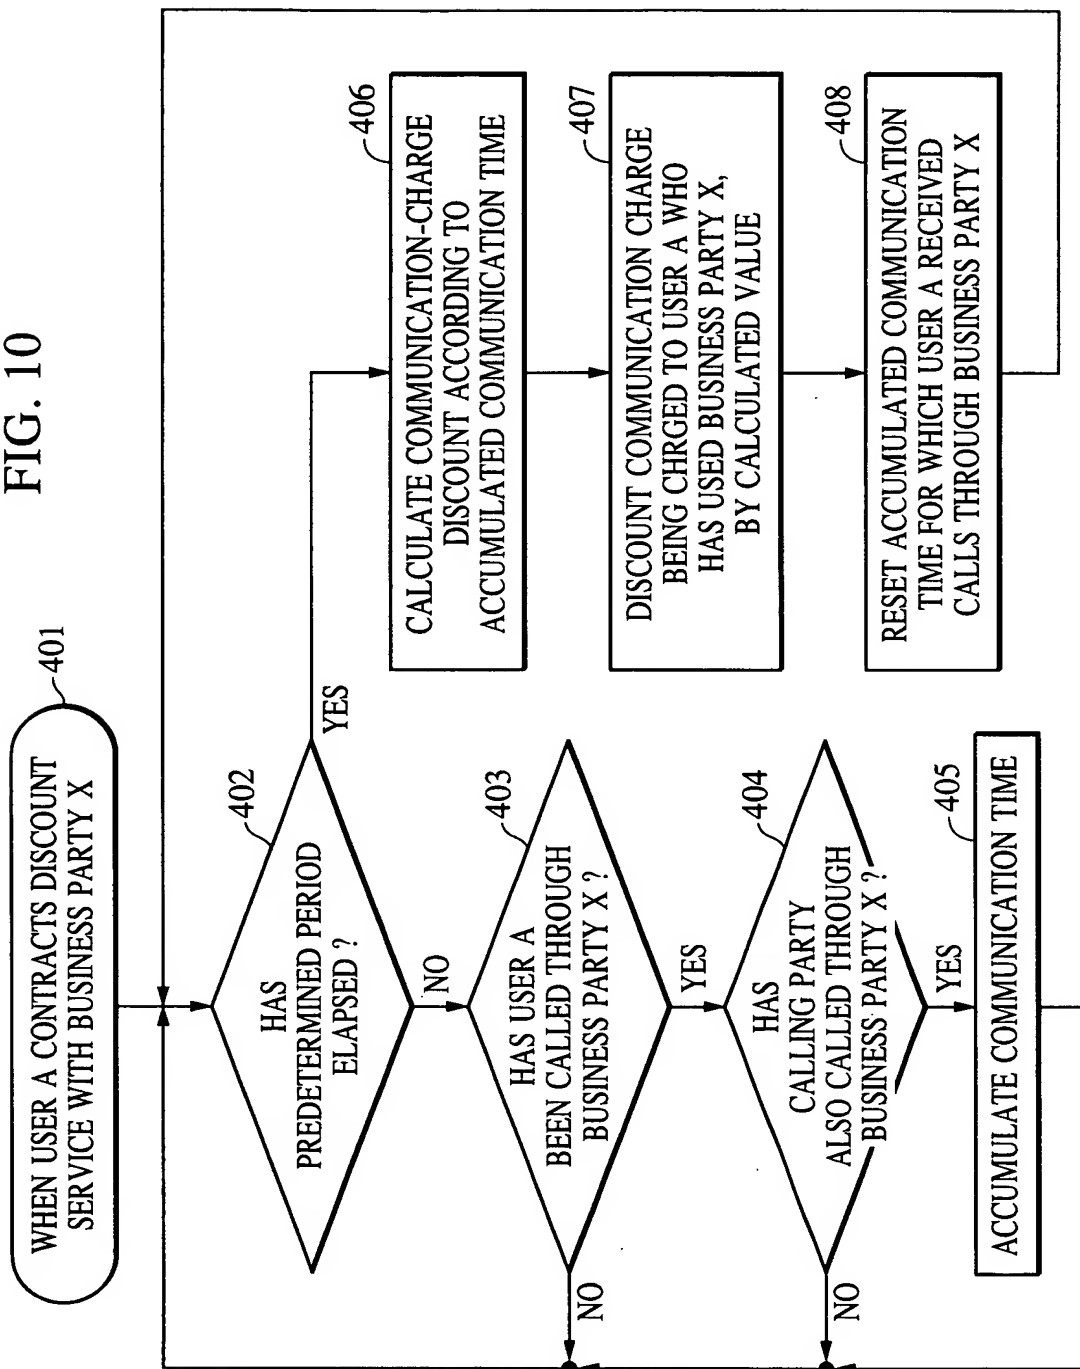 FIG. 10
401
WHEN USER A CONTRACTS DISCOUNT
SERVICE WITH BUSINESS PARTY X
402
HAS
PREDETERMINED PERIOD
ELAPSED ?
YES
NO
403
HAS USER A
BEEN CALLED THROUGH
BUSINESS PARTY X ?
NO
YES
404
HAS
CALLING PARTY
ALSO CALLED THROUGH
BUSINESS PARTY X ?
NO
YES
405
ACCUMULATE COMMUNICATION TIME
406
CALCULATE COMMUNICATION-CHARGE
DISCOUNT ACCORDING TO
ACCUMULATED COMMUNICATION TIME
407
DISCOUNT COMMUNICATION CHARGE
BEING CHRGED TO USER A WHO
HAS USED BUSINESS PARTY X,
BY CALCULATED VALUE
408
RESET ACCUMULATED COMMUNICATION
TIME FOR WHICH USER A RECEIVED
CALLS THROUGH BUSINESS PARTY X